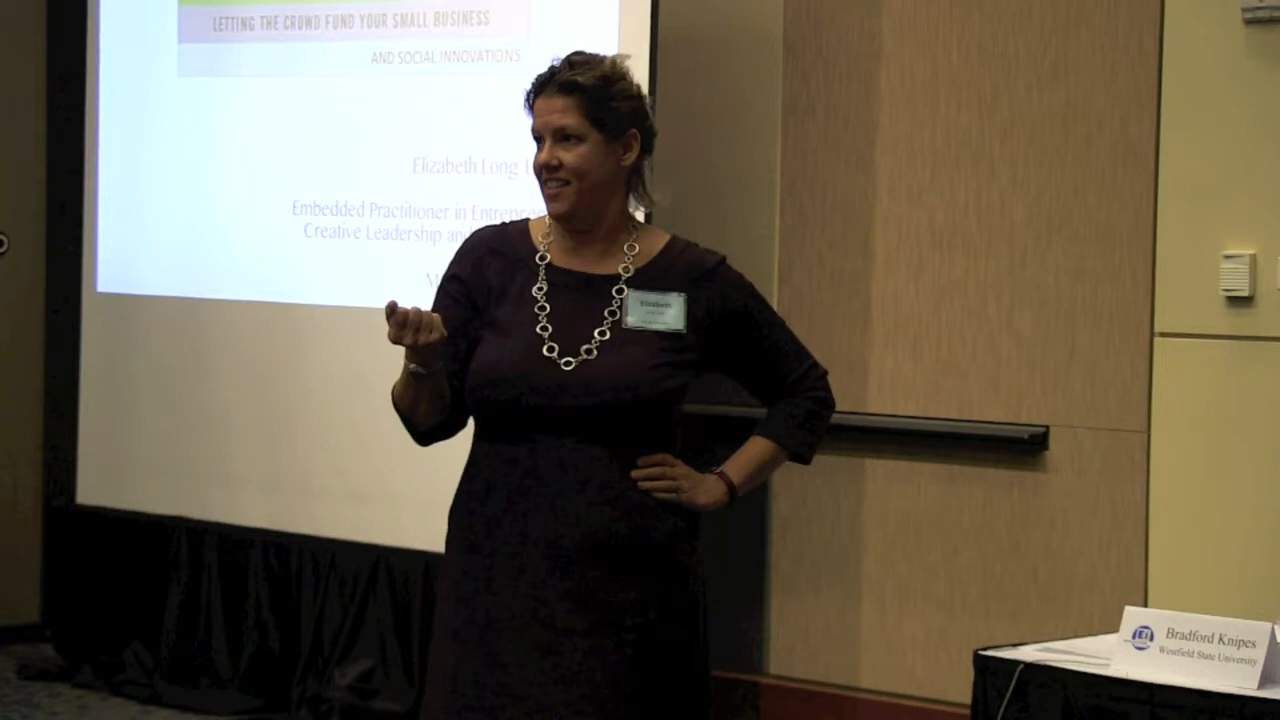 LETTING THE CROWD FUND YOUR SMALL BUSINESS
AND SOCIAL INNOVATIONS
Elizabeth Long
Embedded Practitioner in
Creative Leadership and
Elizabeth
Bradford Knipes
Westfield State University